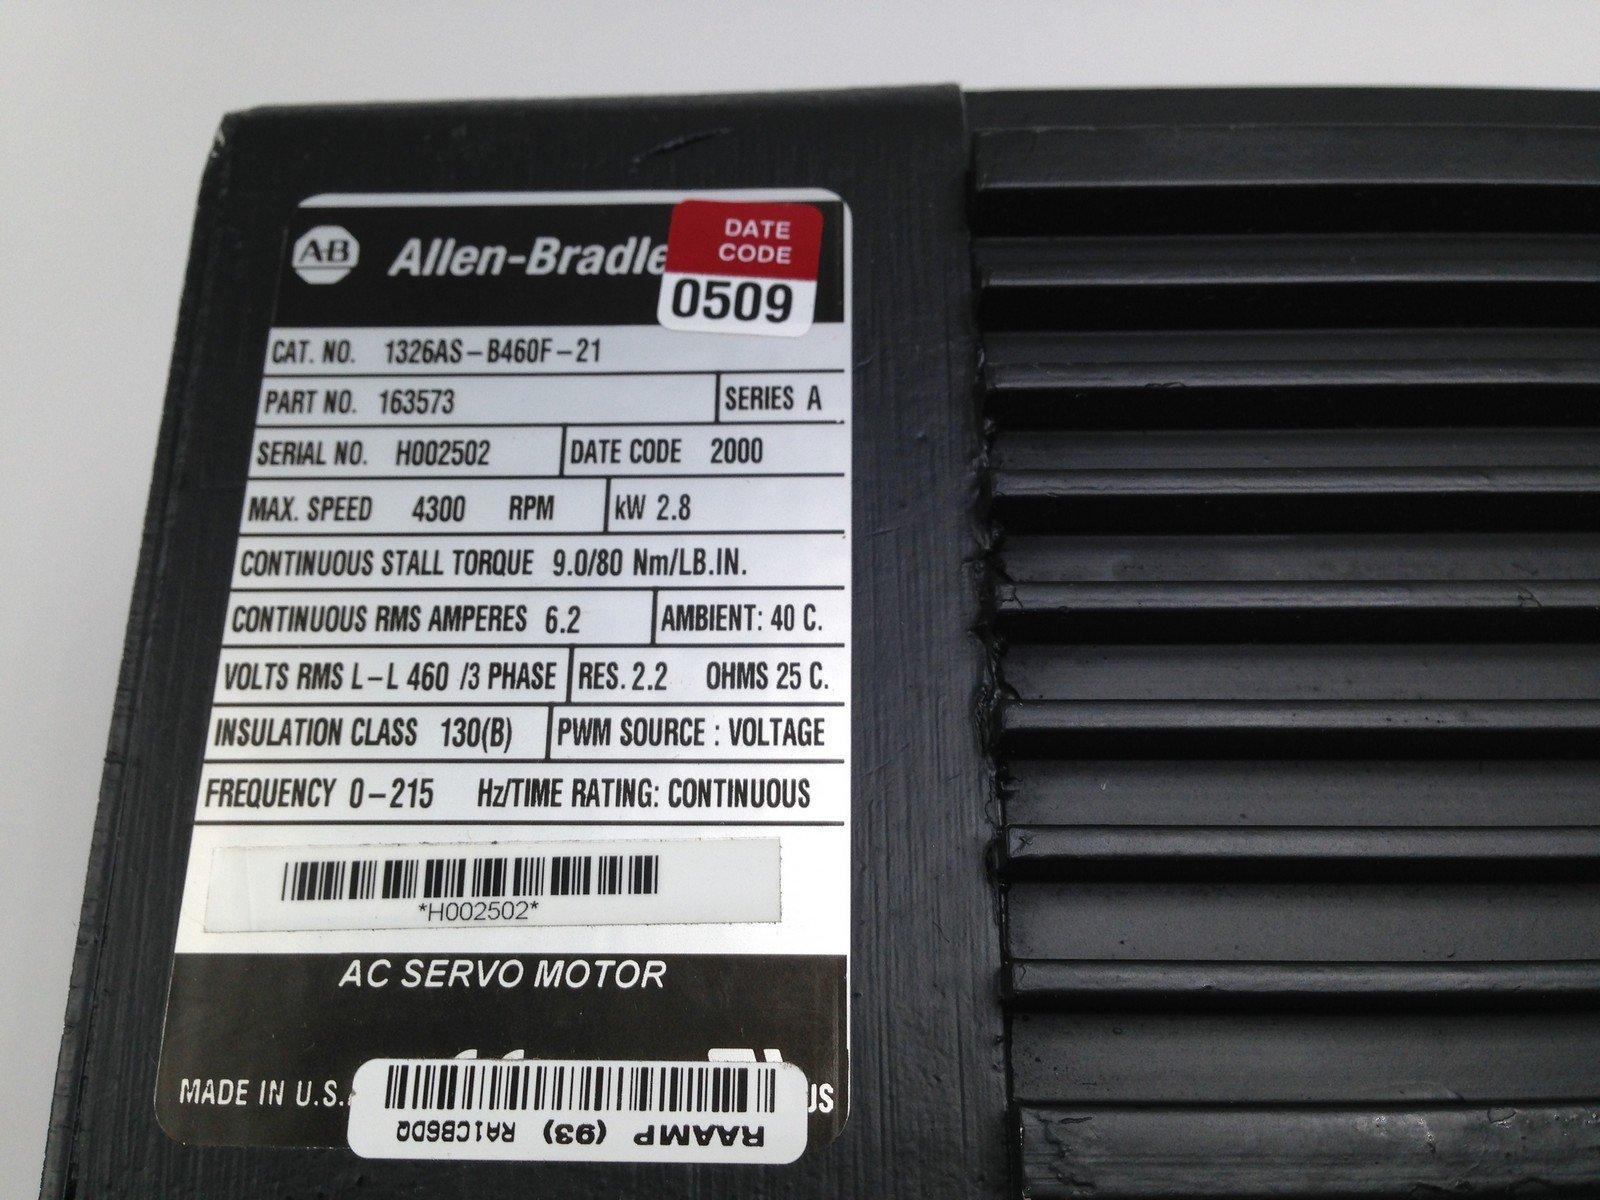 AB Allen-Bradle
DATE
CODE
0509
CAT. NO. 1326AS-B460F-21
PART NO. 163573 SERIES A
SERIAL NO. H002502 DATE CODE 2000
MAX. SPEED 4300 RPM kW 2.8
CONTINUOUS STALL TORQUE 9.0/80 Nm/LB.IN.
CONTINUOUS RMS AMPERES 6.2 AMBIENT: 40 C.
VOLTS RMS L-L 460 /3 PHASE RES. 2.2 OHMS 25 C.
INSULATION CLASS 130(B) PWM SOURCE : VOLTAGE
FREQUENCY 0-215 Hz/TIME RATING: CONTINUOUS
*H002502*
AC SERVO MOTOR
MADE IN U.S. US
RAAMP (93) RA1CB6DQ